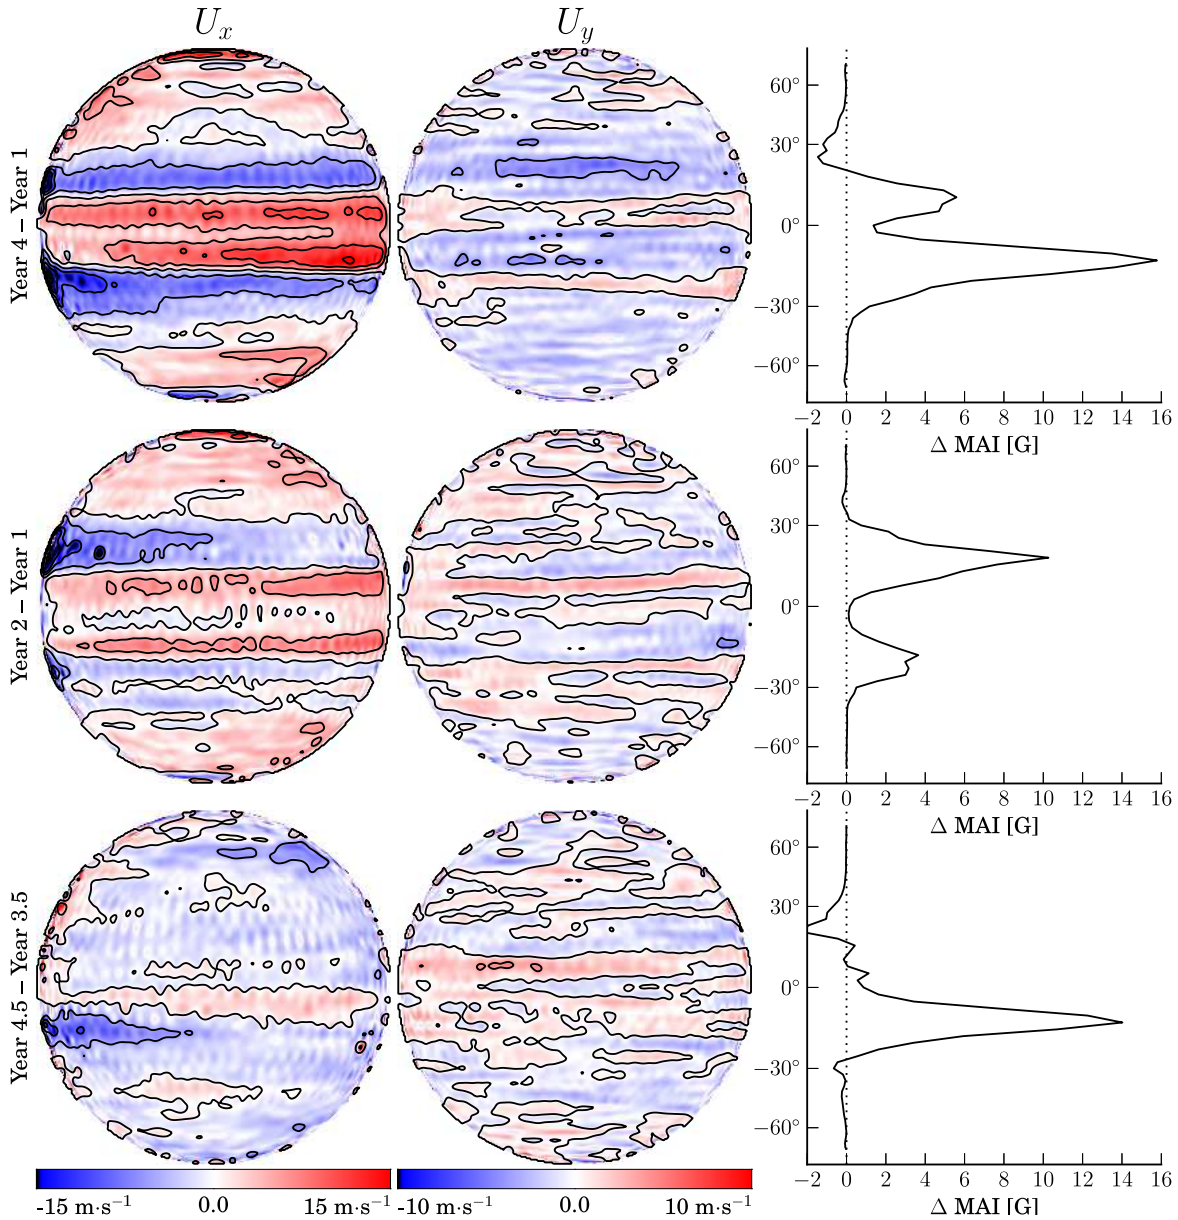 U_x U_y
Year 4 – Year 1
60°
30°
0°
−30°
−60°
−2 0 2 4 6 8 10 12 14 16
Δ MAI [G]
Year 2 – Year 1
60°
30°
0°
−30°
−60°
−2 0 2 4 6 8 10 12 14 16
Δ MAI [G]
Year 4.5 – Year 3.5
60°
30°
0°
−30°
−60°
−2 0 2 4 6 8 10 12 14 16
Δ MAI [G]
-15 m·s⁻¹ 0.0 15 m·s⁻¹
-10 m·s⁻¹ 0.0 10 m·s⁻¹